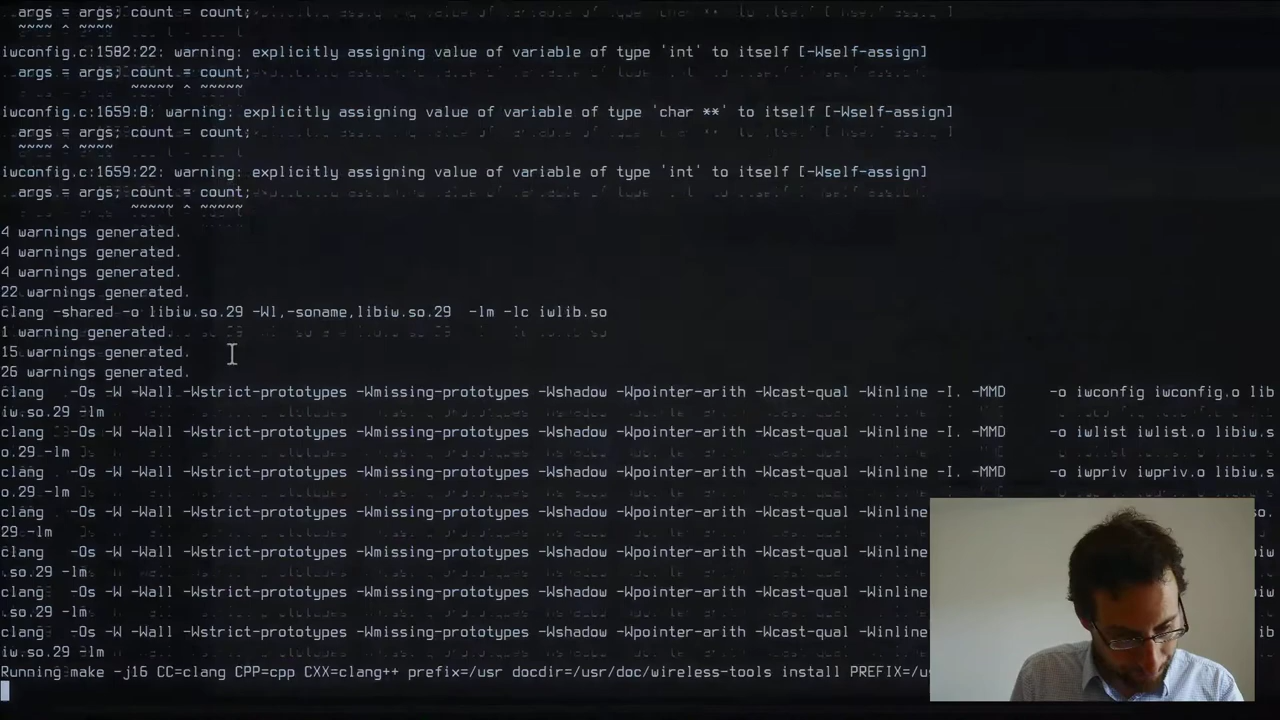 args = args; count = count;
~~~~ ^ ~~~~
iwconfig.c:1582:22: warning: explicitly assigning value of variable of type 'int' to itself [-Wself-assign]
args = args; count = count;
~~~~~ ^ ~~~~~
iwconfig.c:1659:8: warning: explicitly assigning value of variable of type 'char **' to itself [-Wself-assign]
args = args; count = count;
~~~~ ^ ~~~~
iwconfig.c:1659:22: warning: explicitly assigning value of variable of type 'int' to itself [-Wself-assign]
args = args; count = count;
~~~~~ ^ ~~~~~
4 warnings generated.
4 warnings generated.
4 warnings generated.
22 warnings generated.
clang -shared -o libiw.so.29 -Wl,-soname,libiw.so.29 -lm -lc iwlib.so
1 warning generated.
15 warnings generated.
26 warnings generated.
clang -Os -W -Wall -Wstrict-prototypes -Wmissing-prototypes -Wshadow -Wpointer-arith -Wcast-qual -Winline -I. -MMD -o iwconfig iwconfig.o lib
iw.so.29 -lm
clang -Os -W -Wall -Wstrict-prototypes -Wmissing-prototypes -Wshadow -Wpointer-arith -Wcast-qual -Winline -I. -MMD -o iwlist iwlist.o libiw.s
o.29 -lm
clang -Os -W -Wall -Wstrict-prototypes -Wmissing-prototypes -Wshadow -Wpointer-arith -Wcast-qual -Winline -I. -MMD -o iwpriv iwpriv.o libiw.s
o.29 -lm
clang -Os -W -Wall -Wstrict-prototypes -Wmissing-prototypes -Wshadow -Wpointer-arith -Wcast-qual -Winline so.
29 -lm
clang -Os -W -Wall -Wstrict-prototypes -Wmissing-prototypes -Wshadow -Wpointer-arith -Wcast-qual -Winline
.so.29 -lm
clang -Os -W -Wall -Wstrict-prototypes -Wmissing-prototypes -Wshadow -Wpointer-arith -Wcast-qual -Winline
.so.29 -lm
clang -Os -W -Wall -Wstrict-prototypes -Wmissing-prototypes -Wshadow -Wpointer-arith -Wcast-qual -Winline
iw.so.29 -lm
Running make -j16 CC=clang CPP=cpp CXX=clang++ prefix=/usr docdir=/usr/doc/wireless-tools install PREFIX=/u